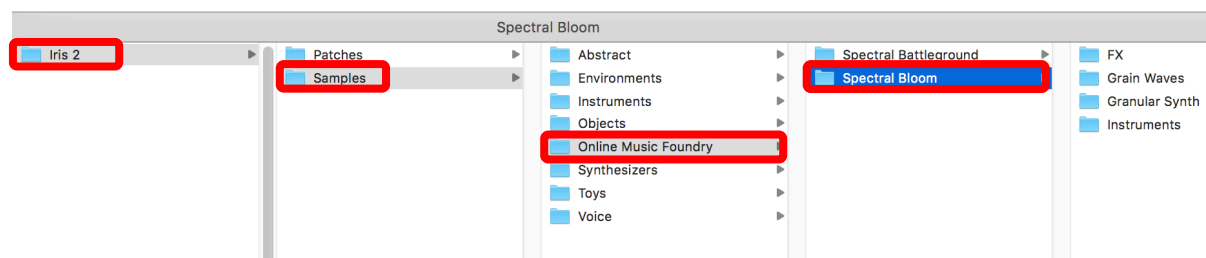 Spectral Bloom
Iris 2
Patches
Samples
Abstract
Environments
Instruments
Objects
Online Music Foundry
Synthesizers
Toys
Voice
Spectral Battleground
Spectral Bloom
FX
Grain Waves
Granular Synth
Instruments